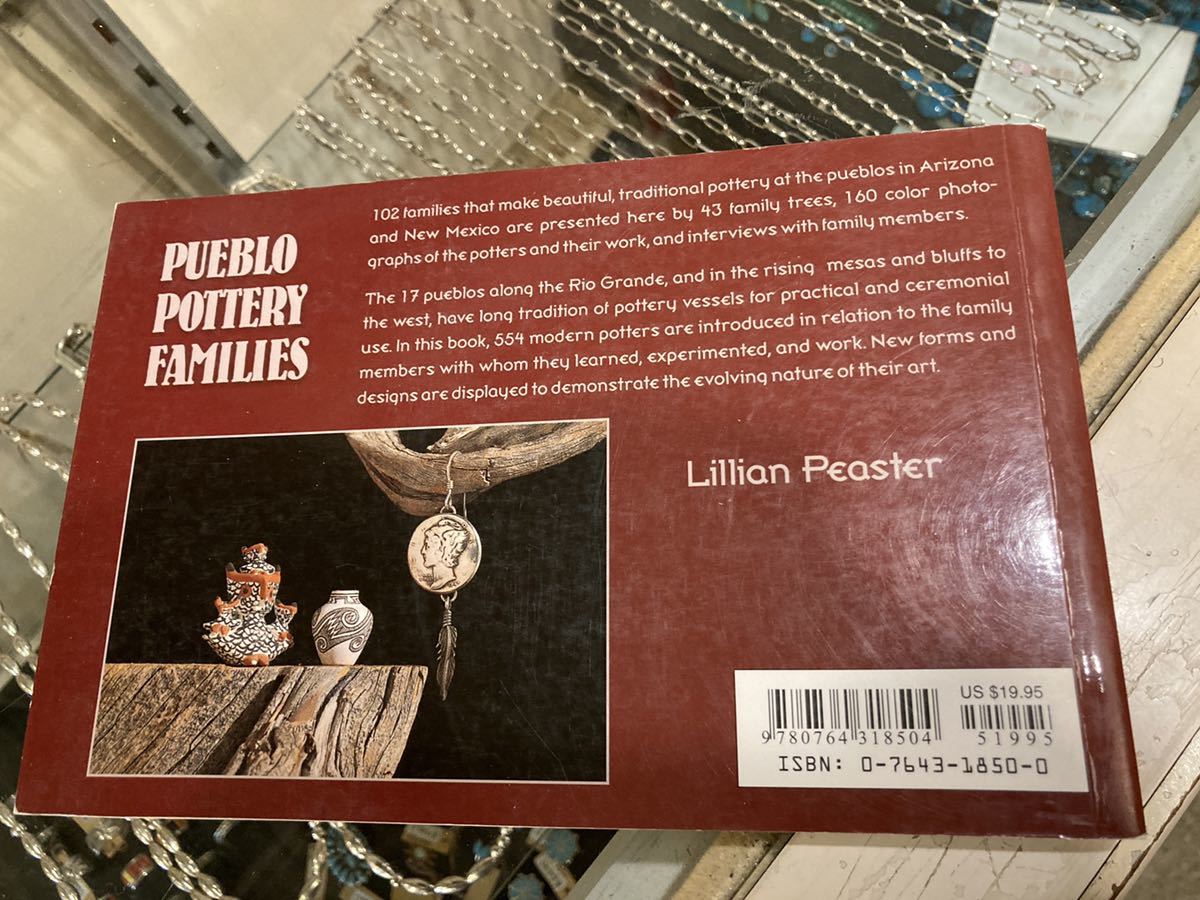 PUEBLO
POTTERY
FAMILIES
102 families that make beautiful, traditional pottery at the pueblos in Arizona
and New Mexico are presented here by 43 family trees, 160 color photo-
graphs of the potters and their work, and interviews with family members.
The 17 pueblos along the Rio Grande, and in the rising mesas and bluffs to
the west, have long tradition of pottery vessels for practical and ceremonial
use. In this book, 554 modern potters are introduced in relation to the family
members with whom they learned, experimented, and work. New forms and
designs are displayed to demonstrate the evolving nature of their art.
Lillian Peaster
US $19.95
9 780764 318504
51995
ISBN: 0-7643-1850-0